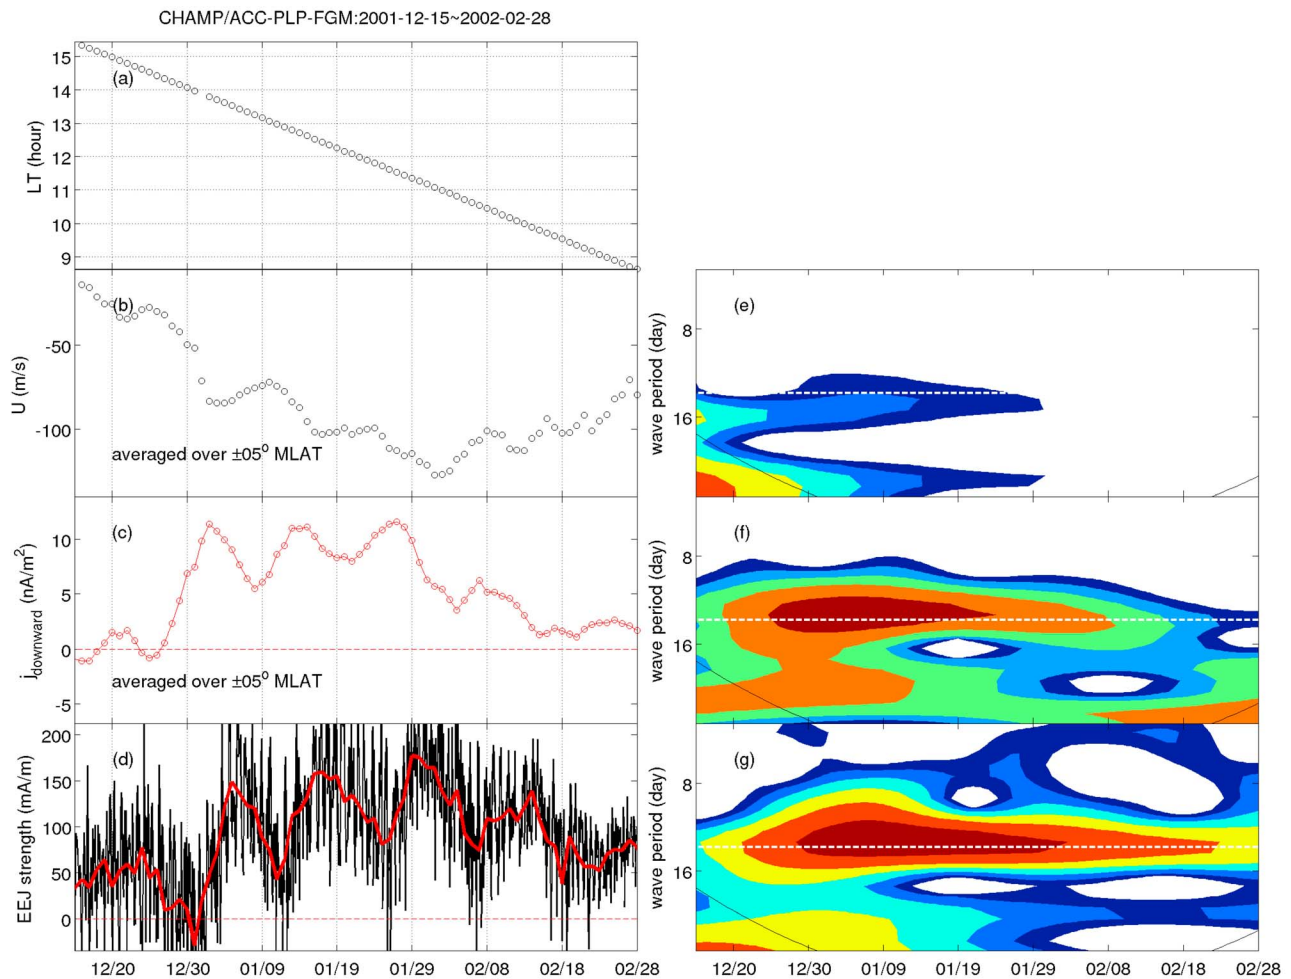 CHAMP/ACC-PLP-FGM:2001-12-15~2002-02-28
15
14
13
12
11
10
9
LT (hour)
(a)
-50
-100
U (m/s)
(b)
averaged over ±05° MLAT
10
5
0
-5
j downward (nA/m²)
(c)
averaged over ±05° MLAT
200
150
100
50
0
EEJ strength (mA/m)
(d)
12/20 12/30 01/09 01/19 01/29 02/08 02/18 02/28
8
16
wave period (day)
(e)
8
16
wave period (day)
(f)
8
16
wave period (day)
(g)
12/20 12/30 01/09 01/19 01/29 02/08 02/18 02/28